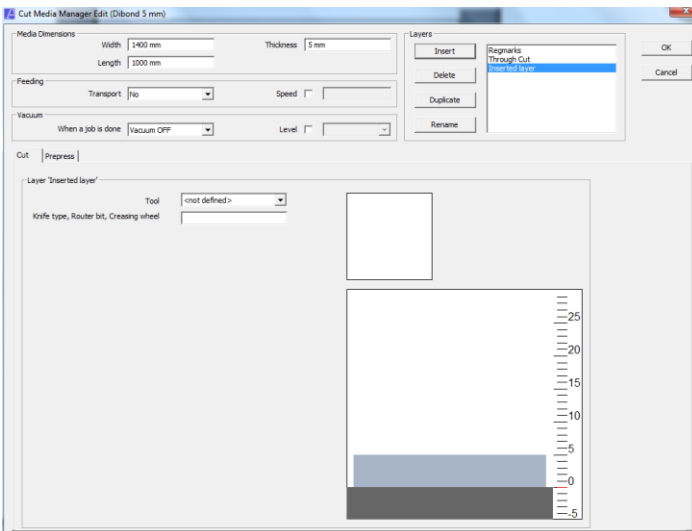 Cut Media Manager Edit (Dibond 5 mm)
Media Dimensions
Width 1400 mm
Thickness 5 mm
Length 1000 mm
Feeding
Transport No
Speed
Vacuum
When a job is done Vacuum OFF
Level
Layers
Insert
Delete
Duplicate
Rename
Regmarks
Through Cut
Inserted layer
OK
Cancel
Cut
Prepress
Layer 'Inserted layer'
Tool <not defined>
Knife type, Router bit, Creasing wheel
25
20
15
10
5
0
-5